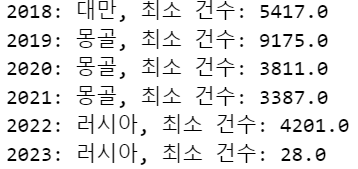 2018: 대만, 최소 건수: 5417.0
2019: 몽골, 최소 건수: 9175.0
2020: 몽골, 최소 건수: 3811.0
2021: 몽골, 최소 건수: 3387.0
2022: 러시아, 최소 건수: 4201.0
2023: 러시아, 최소 건수: 28.0